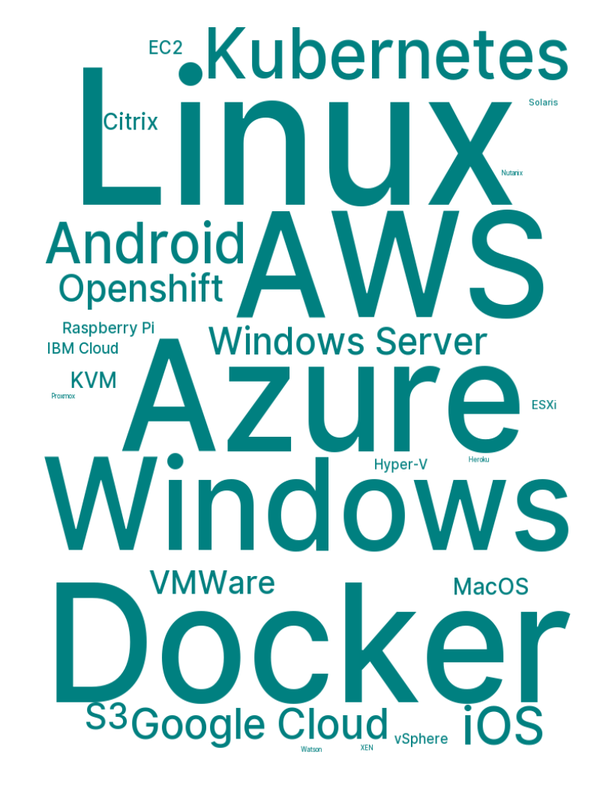 EC2
Kubernetes
Linux
Citrix
Solaris
Nutanix
Android
AWS
Openshift
Raspberry Pi
Windows Server
IBM Cloud
Azure
KVM
Proxmox
ESXi
Hyper-V
Heroku
Windows
VMWare
MacOS
Docker
S3
Google Cloud
iOS
vSphere
Watson
XEN